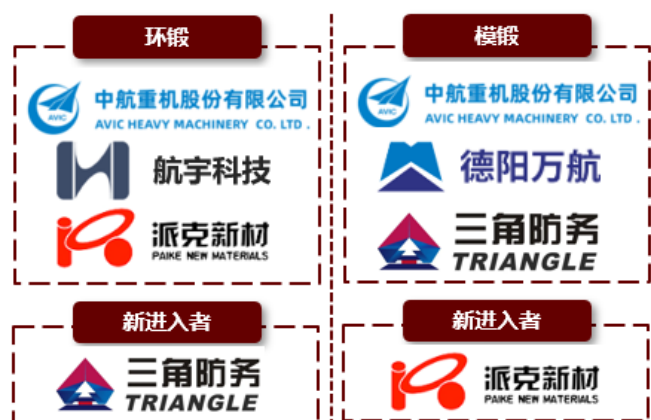 环锻
中航重机股份有限公司
AVIC
AVIC HEAVY MACHINERY CO. LTD .
航宇科技
派克新材
PAIKE NEW MATERIALS
新进入者
三角防务
TRIANGLE
模锻
中航重机股份有限公司
AVIC
AVIC HEAVY MACHINERY CO. LTD .
德阳万航
三角防务
TRIANGLE
新进入者
派克新材
PAIKE NEW MATERIALS